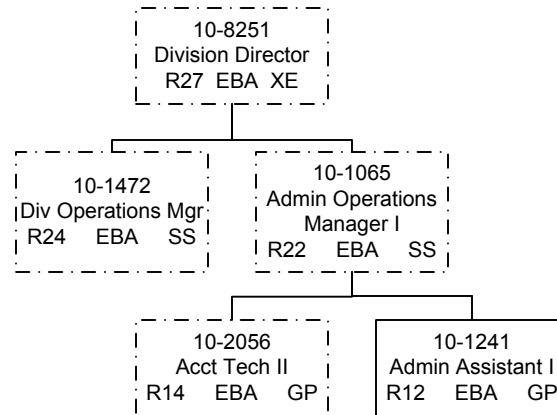 10-8251
Division Director
R27 EBA XE
10-1472
Div Operations Mgr
R24 EBA SS
10-1065
Admin Operations
Manager I
R22 EBA SS
10-2056
Acct Tech II
R14 EBA GP
10-1241
Admin Assistant I
R12 EBA GP